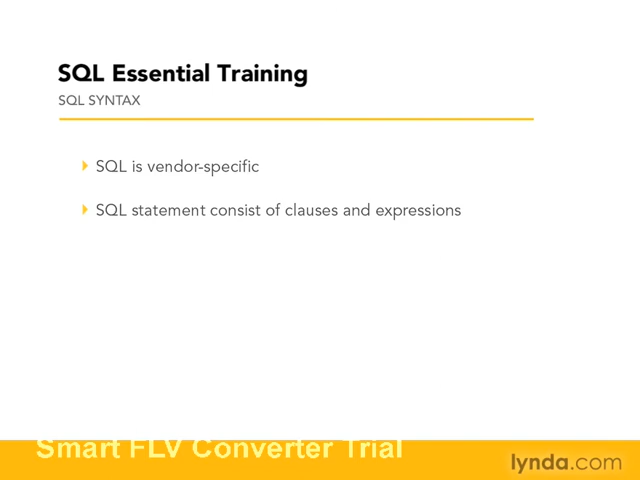 SQL Essential Training
SQL SYNTAX
SQL is vendor-specific
SQL statement consist of clauses and expressions
Smart FLV Converter Trial
lynda.com